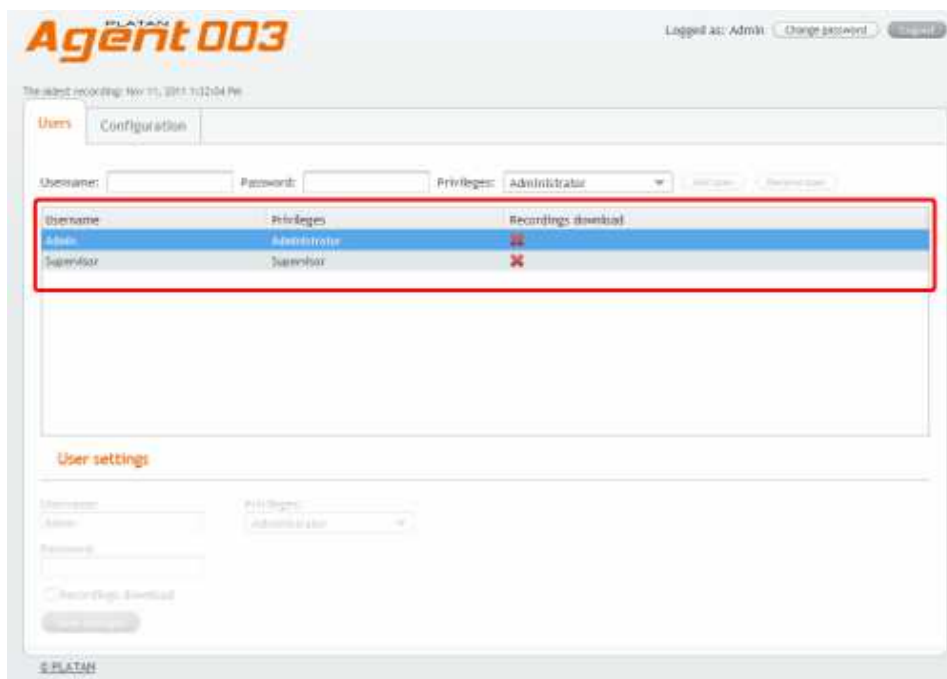 PLATAN
Agent 003
Logged as: Admin Change password Logout
The oldest recording: Nov 11, 2011 1:32:04 PM
Users Configuration
Username: Password: Privileges: Administrator
Username Privileges Recordings download
Admin Administrator
Supervisor Supervisor
User settings
Username: Privileges:
Admin Administrator
Password:
Recordings download
© PLATAN